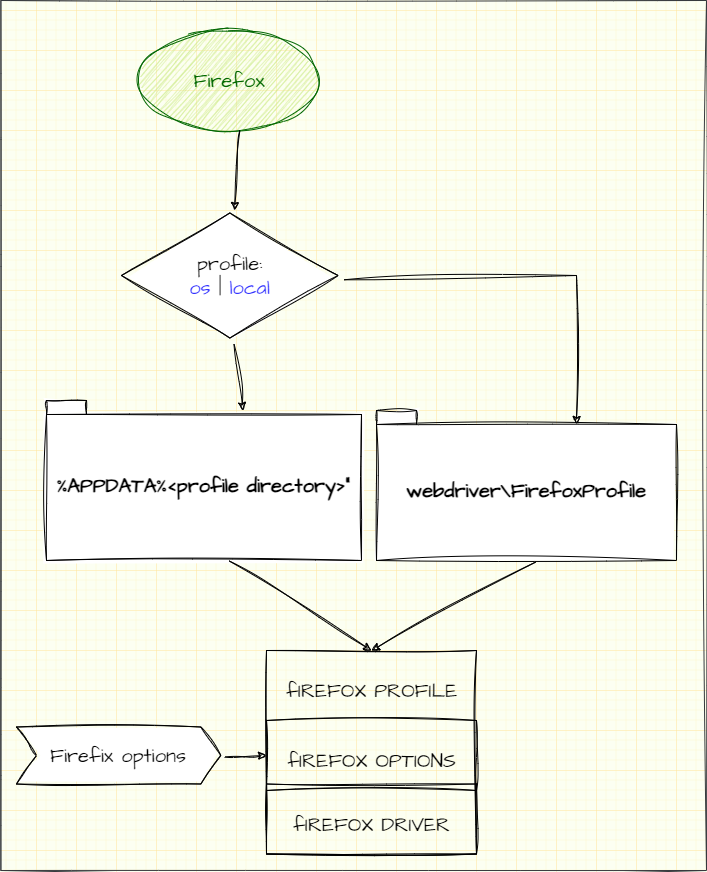 Firefox
profile:
os | local
%APPDATA%<profile directory>"
webdriver\FirefoxProfile
fIREFOX PROFILE
Firefix options
fIREFOX OPTIONS
fIREFOX DRIVER